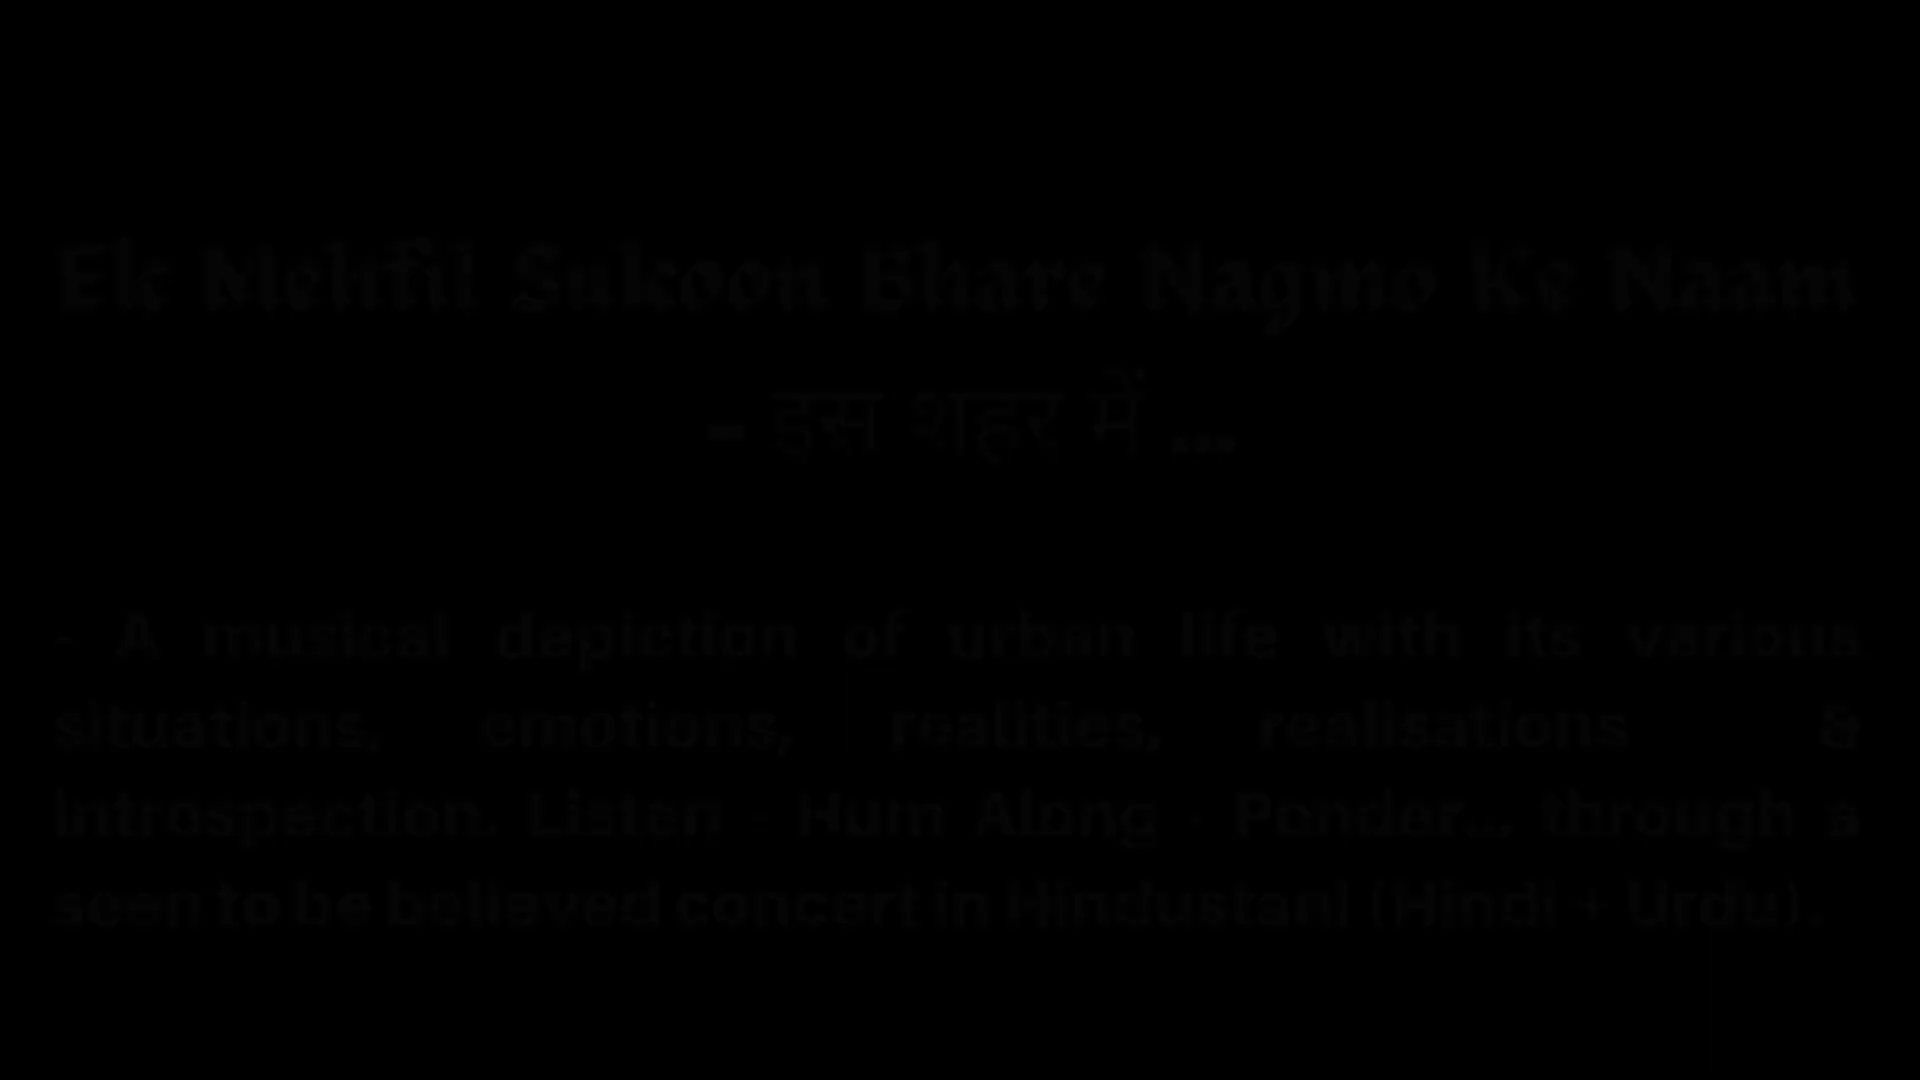 Ek Mehfil Sukoon Bhare Nagmo Ke Naam
- इस शहर में ...
- A musical depiction of urban life with its various
situations, emotions, realities, realisations &
Introspection. Listen - Hum Along - Ponder... through a
seen to be believed concert in Hindustani (Hindi + Urdu).